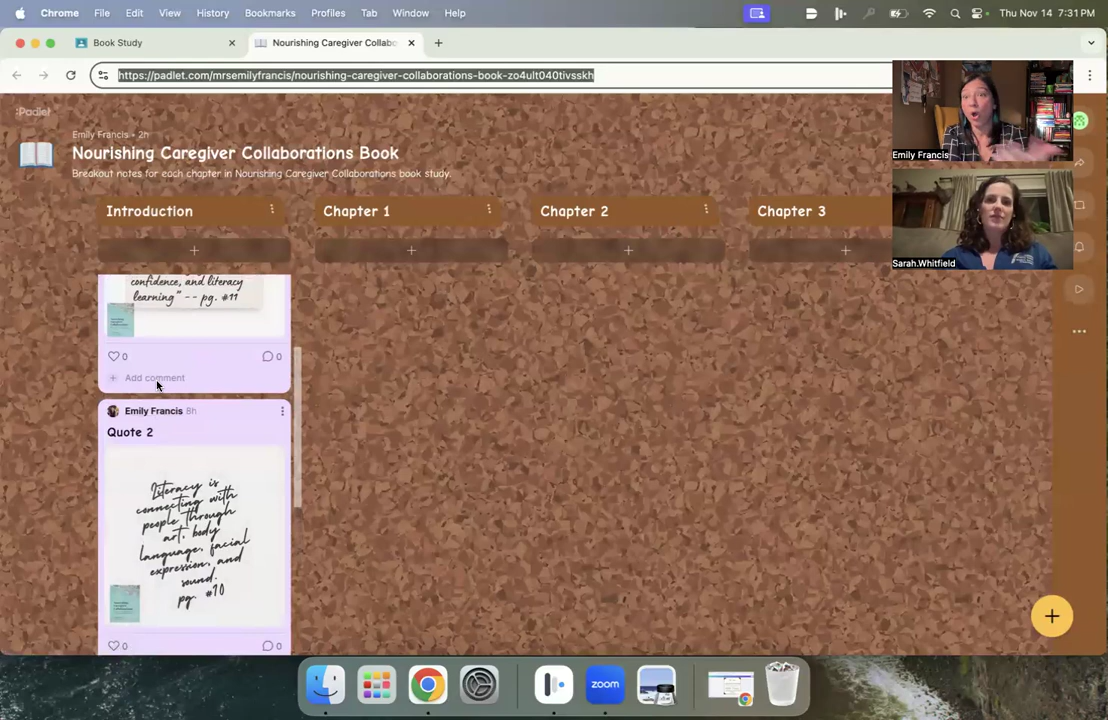 Chrome File Edit View History Bookmarks Profiles Tab Window Help Thu Nov 14 7:31 PM
Book Study Nourishing Caregiver Collabo
https://padlet.com/mrsemilyfrancis/nourishing-caregiver-collaborations-book-zo4ult040tivsskh
:Padlet
Emily Francis • 2h
Nourishing Caregiver Collaborations Book
Breakout notes for each chapter in Nourishing Caregiver Collaborations book study.
Emily Francis
Sarah.Whitfield
Introduction Chapter 1 Chapter 2 Chapter 3
confidence, and literacy
learning" -- pg. #11
0 0
Add comment
Emily Francis 8h
Quote 2
Literacy is
connecting with
people through
art, body
language, facial
expression, and
sound.
pg. #10
0 0
zoom